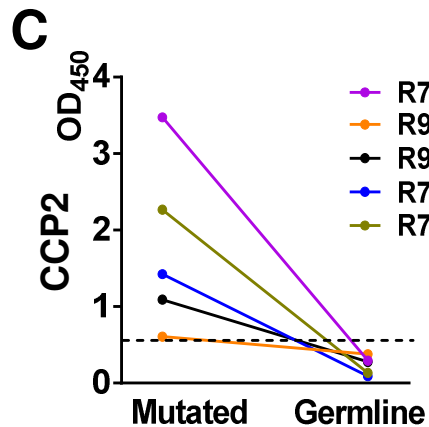 C
CCP2 OD450
4
3
2
1
0
R7
R9
R9
R7
R7
Mutated Germline